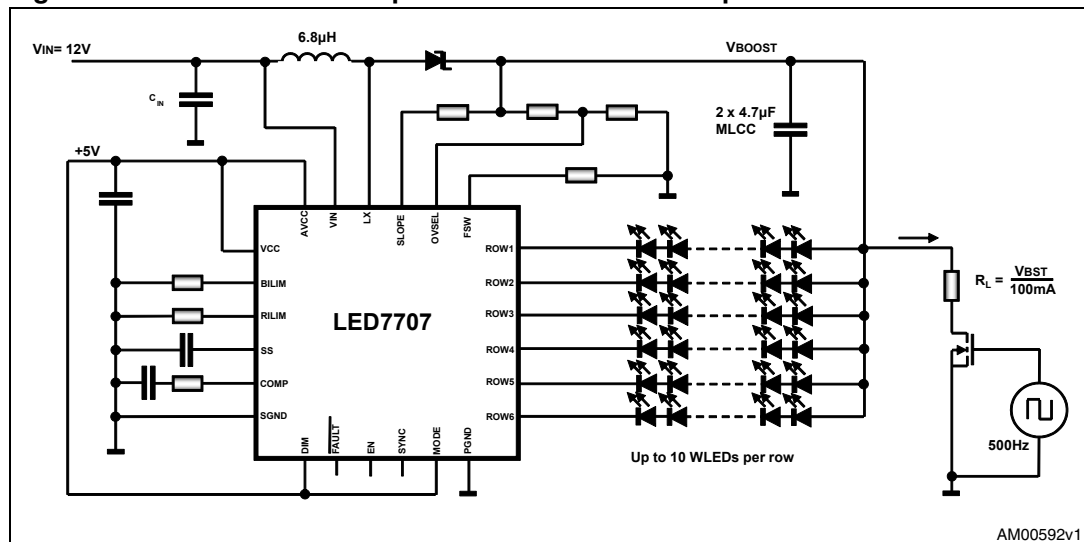 VIN= 12V
6.8µH
VBOOST
CIN
2 x 4.7µF
MLCC
+5V
AVCC
VIN
LX
SLOPE
OVSEL
FSW
VCC
BILIM
RILIM
SS
COMP
SGND
LED7707
ROW1
ROW2
ROW3
ROW4
ROW5
ROW6
DIM
FAULT
EN
SYNC
MODE
PGND
Up to 10 WLEDs per row
RL = VBST
100mA
500Hz
AM00592v1